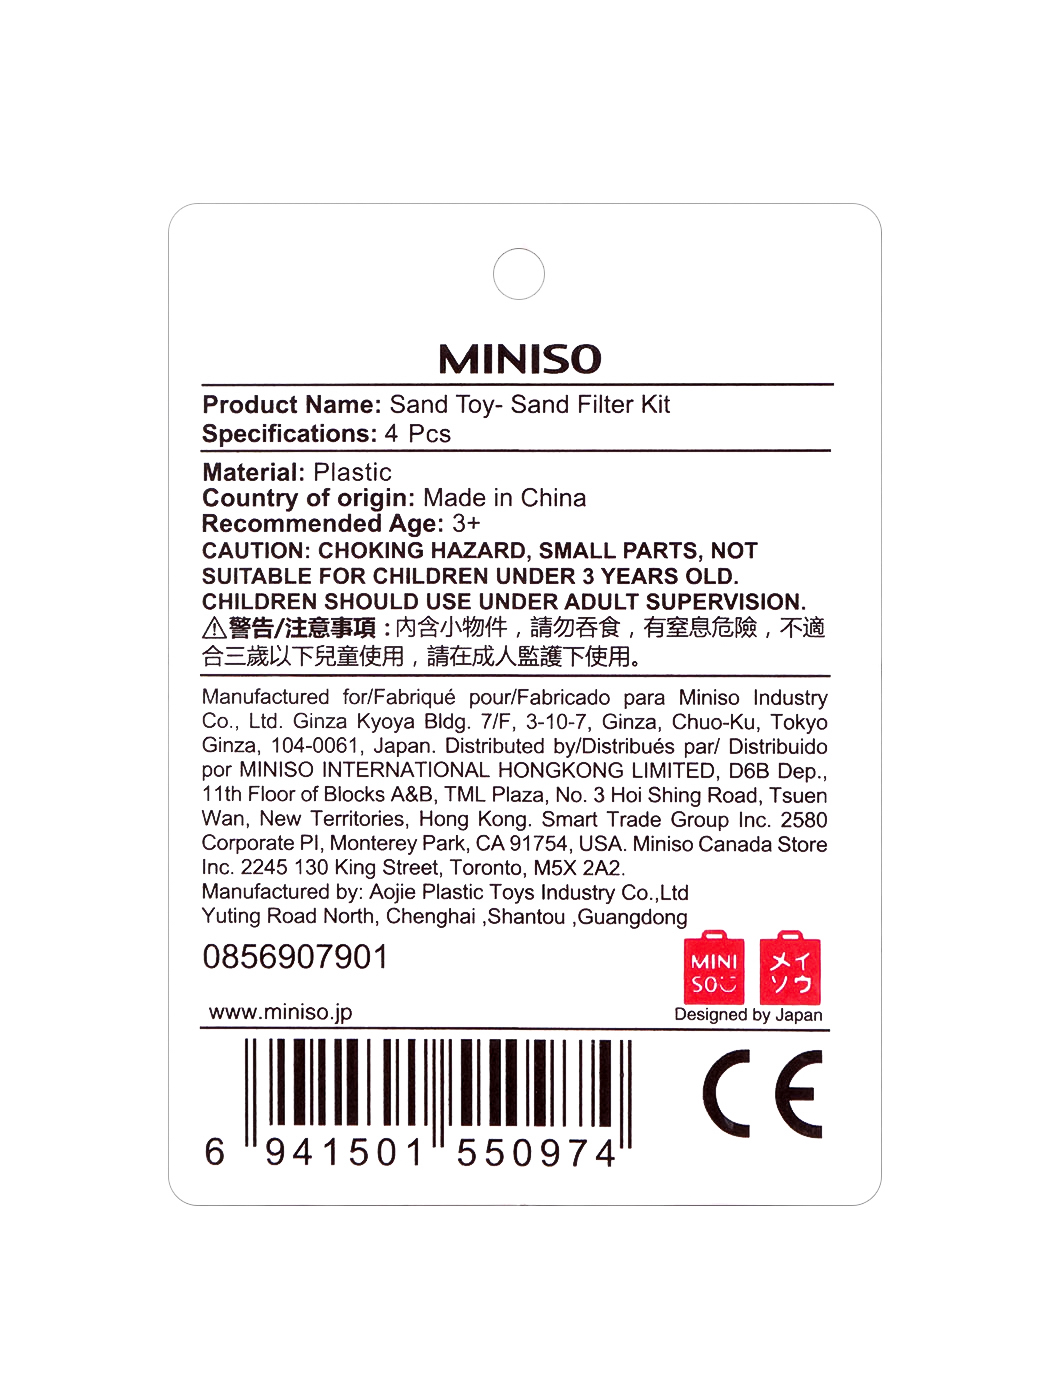 MINISO
Product Name: Sand Toy- Sand Filter Kit
Specifications: 4 Pcs
Material: Plastic
Country of origin: Made in China
Recommended Age: 3+
CAUTION: CHOKING HAZARD, SMALL PARTS, NOT
SUITABLE FOR CHILDREN UNDER 3 YEARS OLD.
CHILDREN SHOULD USE UNDER ADULT SUPERVISION.
⚠警告/注意事項：內含小物件，請勿吞食，有窒息危險，不適
合三歲以下兒童使用，請在成人監護下使用。
Manufactured for/Fabriqué pour/Fabricado para Miniso Industry
Co., Ltd. Ginza Kyoya Bldg. 7/F, 3-10-7, Ginza, Chuo-Ku, Tokyo
Ginza, 104-0061, Japan. Distributed by/Distribués par/ Distribuido
por MINISO INTERNATIONAL HONGKONG LIMITED, D6B Dep.,
11th Floor of Blocks A&B, TML Plaza, No. 3 Hoi Shing Road, Tsuen
Wan, New Territories, Hong Kong. Smart Trade Group Inc. 2580
Corporate Pl, Monterey Park, CA 91754, USA. Miniso Canada Store
Inc. 2245 130 King Street, Toronto, M5X 2A2.
Manufactured by: Aojie Plastic Toys Industry Co.,Ltd
Yuting Road North, Chenghai ,Shantou ,Guangdong
0856907901
MINI
SO
メイ
ソウ
www.miniso.jp
Designed by Japan
6 941501 550974
CE